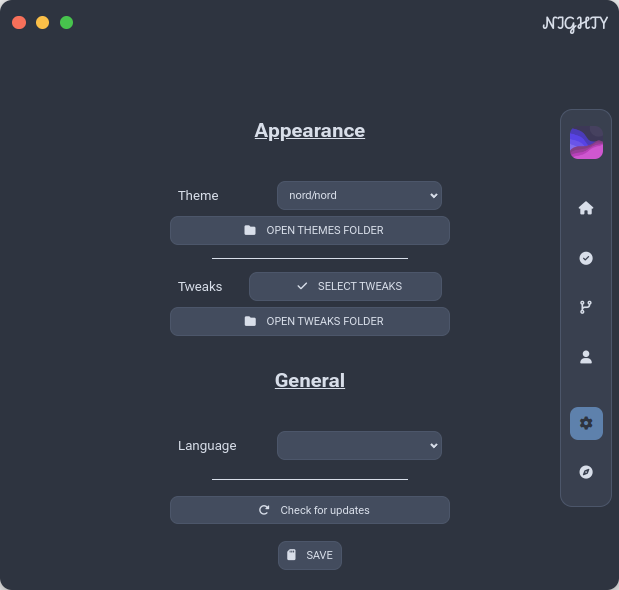 NIGHTY
Appearance
Theme
nord/nord
OPEN THEMES FOLDER
Tweaks
SELECT TWEAKS
OPEN TWEAKS FOLDER
General
Language
Check for updates
SAVE